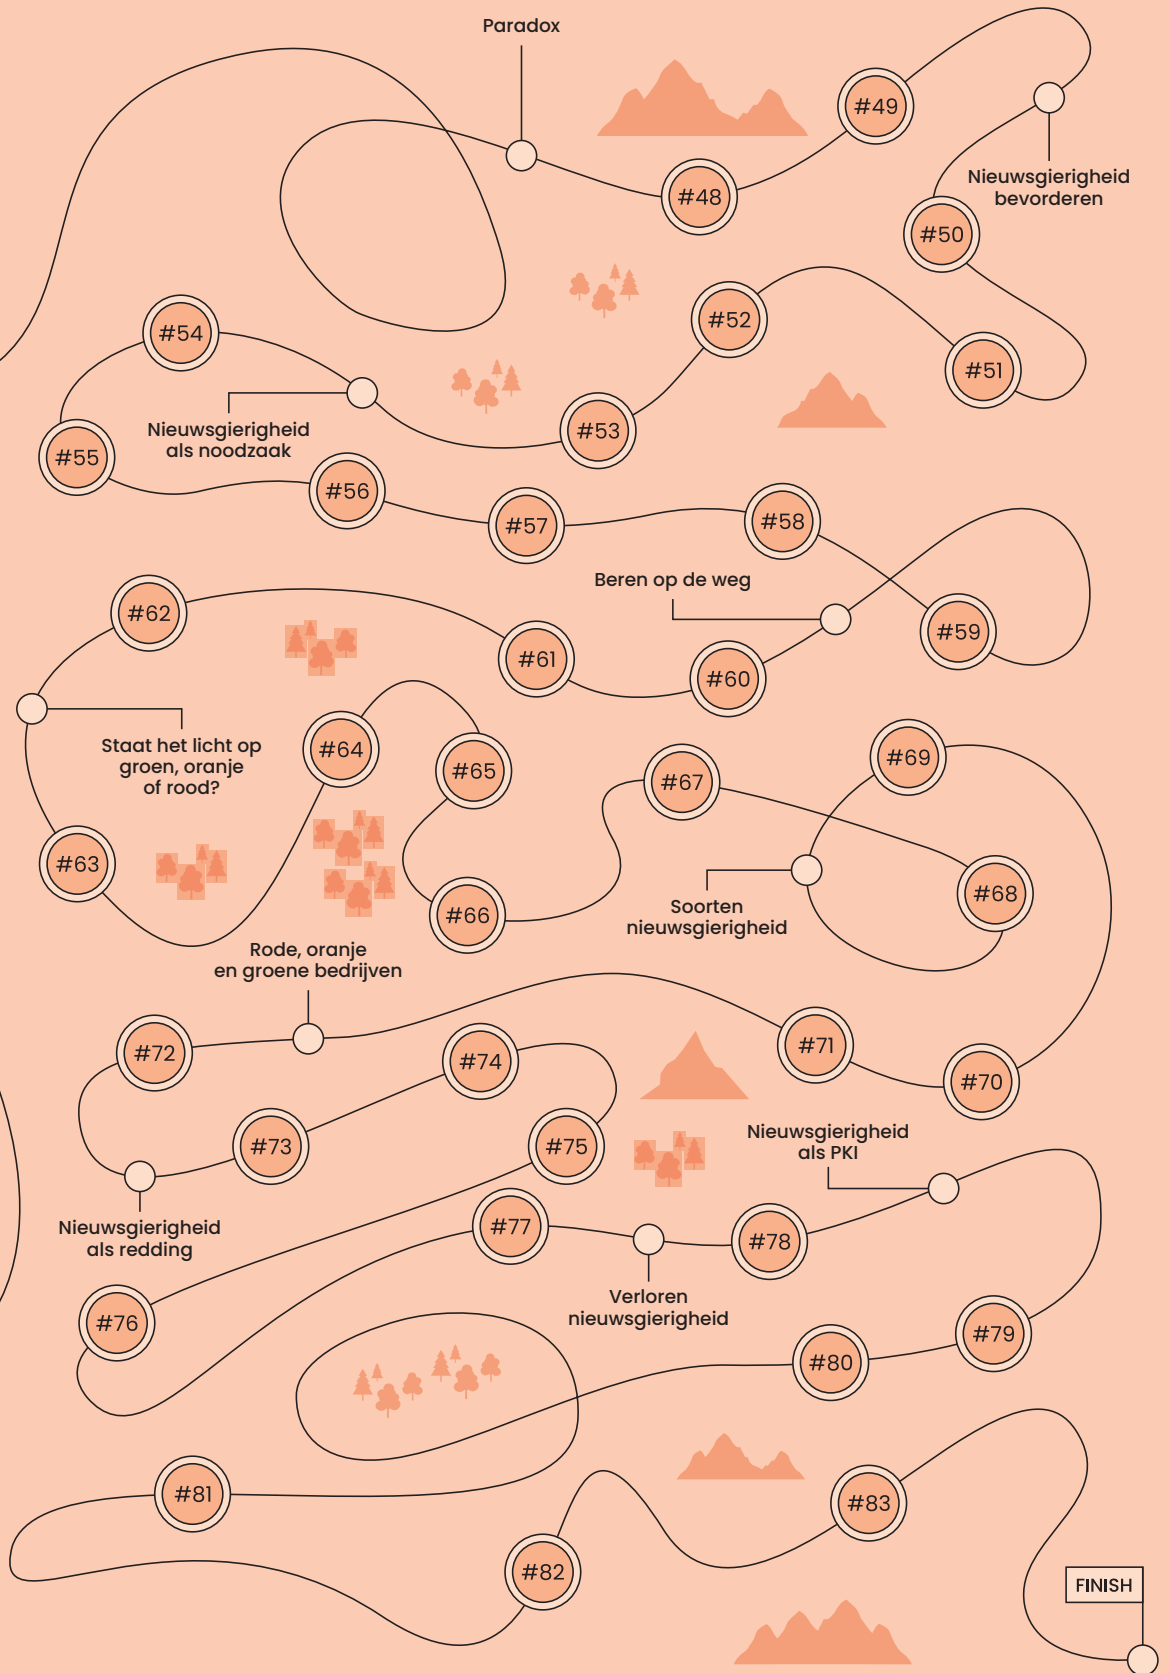 Paradox
#49
Nieuwsgierigheid
bevorderen
#48
#50
#52
#54
#51
Nieuwsgierigheid
als noodzaak
#53
#55
#56
#57
#58
Beren op de weg
#62
#59
#61
#60
Staat het licht op
groen, oranje
of rood?
#64
#65
#67
#69
#63
#68
Soorten
nieuwsgierigheid
#66
Rode, oranje
en groene bedrijven
#72
#74
#71
#70
#73
#75
Nieuwsgierigheid
als PKI
Nieuwsgierigheid
als redding
#77
#78
Verloren
nieuwsgierigheid
#76
#79
#80
#81
#83
#82
FINISH